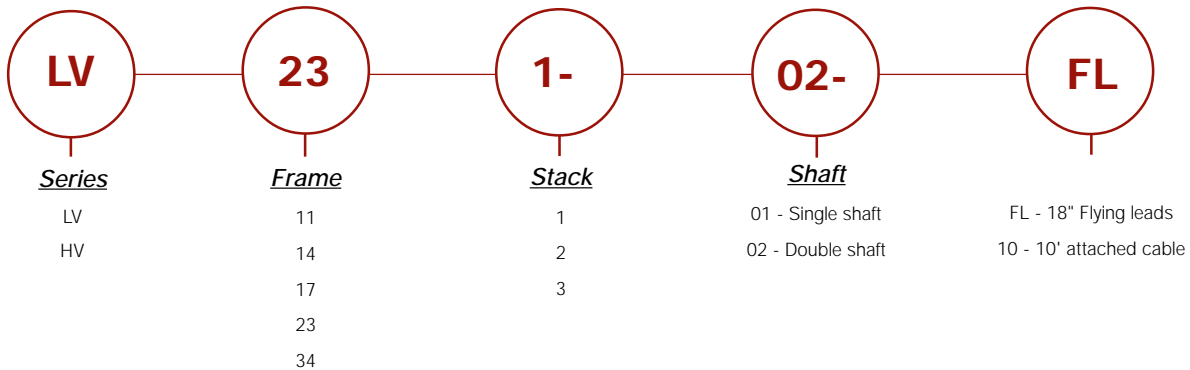 LV 23 1- 02- FL
Series Frame Stack Shaft
LV 11 1 01 - Single shaft FL - 18" Flying leads
HV 14 2 02 - Double shaft 10 - 10' attached cable
17 3
23
34